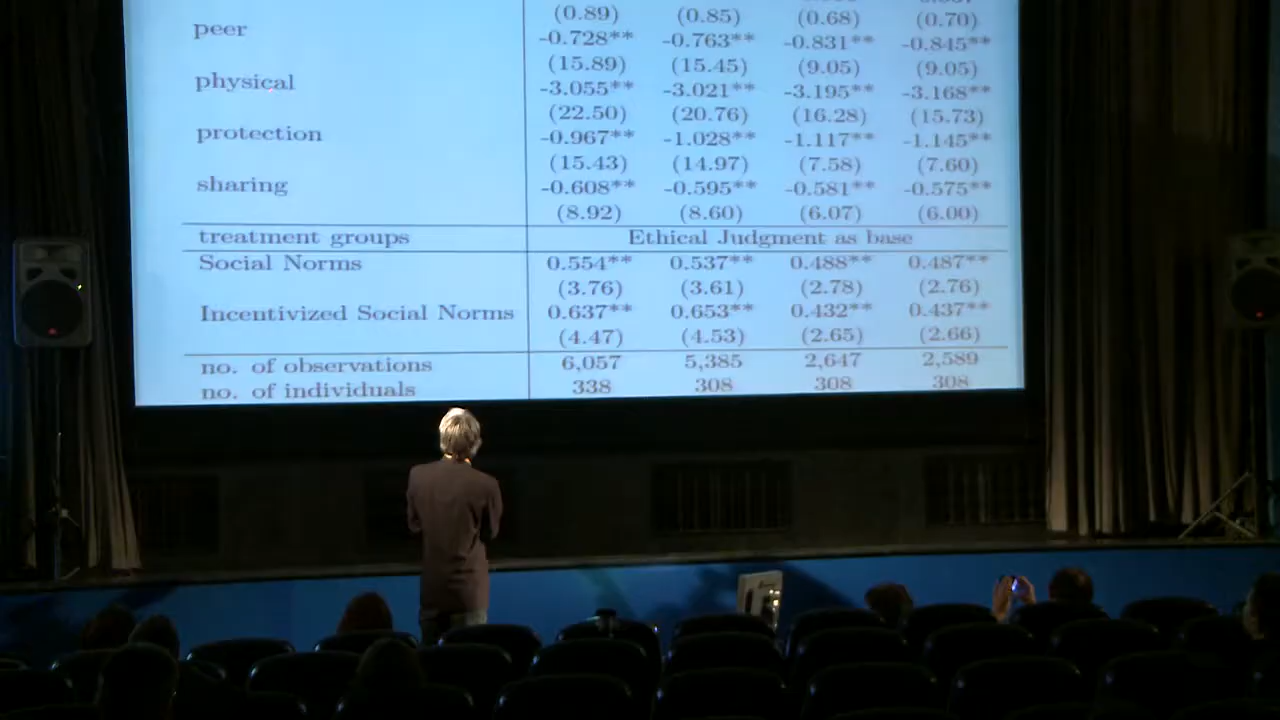 (0.89) (0.85) (0.68) (0.70)
peer -0.728** -0.763** -0.831** -0.845**
(15.89) (15.45) (9.05) (9.05)
physical -3.055** -3.021** -3.195** -3.168**
(22.50) (20.76) (16.28) (15.73)
protection -0.967** -1.028** -1.117** -1.145**
(15.43) (14.97) (7.58) (7.60)
sharing -0.608** -0.595** -0.581** -0.575**
(8.92) (8.60) (6.07) (6.00)
treatment groups Ethical Judgment as base
Social Norms 0.554** 0.537** 0.488** 0.487**
(3.76) (3.61) (2.78) (2.76)
Incentivized Social Norms 0.637** 0.653** 0.432** 0.437**
(4.47) (4.53) (2.65) (2.66)
no. of observations 6,057 5,385 2,647 2,589
no. of individuals 338 308 308 308